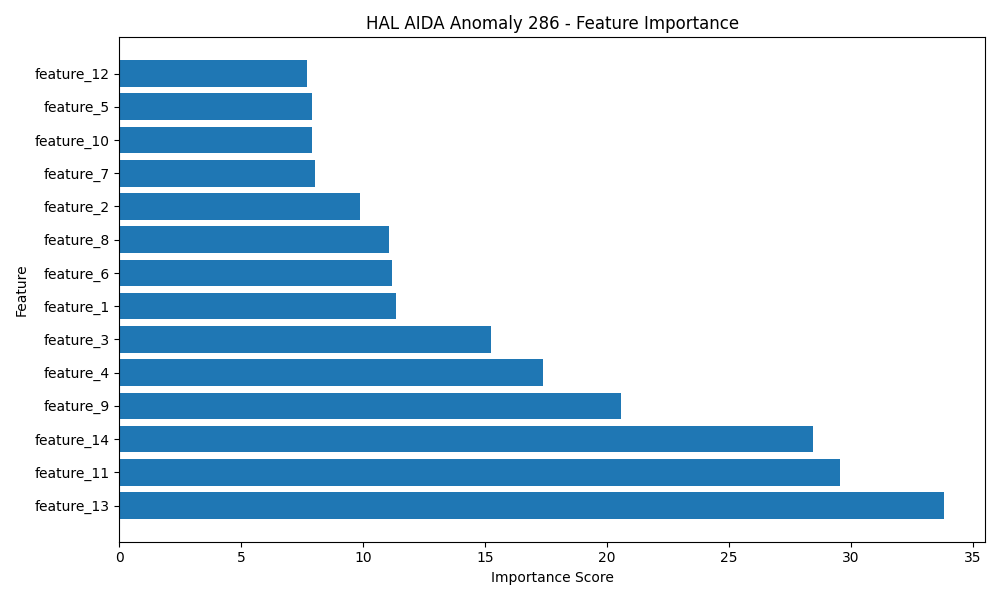 HAL AIDA Anomaly 286 - Feature Importance
feature_12
feature_5
feature_10
feature_7
feature_2
feature_8
feature_6
feature_1
feature_3
feature_4
feature_9
feature_14
feature_11
feature_13
Feature
0 5 10 15 20 25 30 35
Importance Score